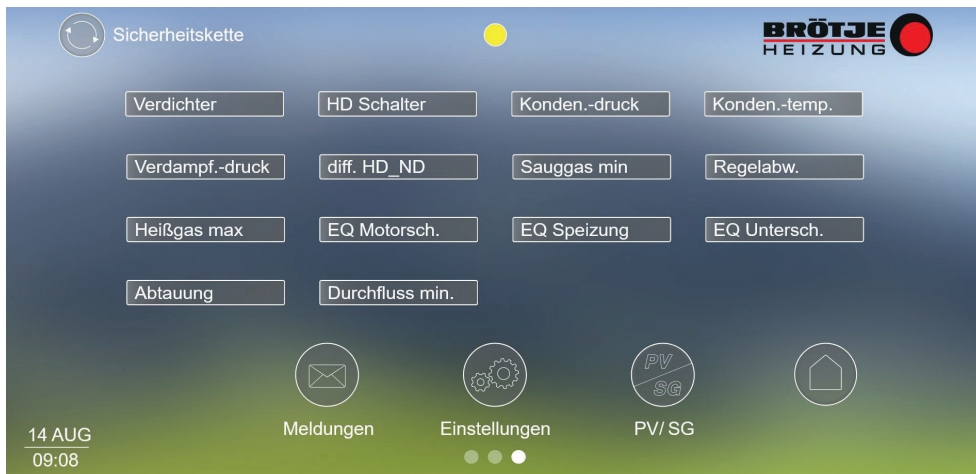 Sicherheitskette
BRÖTJE
HEIZUNG
Verdichter
HD Schalter
Konden.-druck
Konden.-temp.
Verdampf.-druck
diff. HD_ND
Sauggas min
Regelabw.
Heißgas max
EQ Motorsch.
EQ Speizung
EQ Untersch.
Abtauung
Durchfluss min.
PV
SG
Meldungen
Einstellungen
PV/ SG
14 AUG
09:08